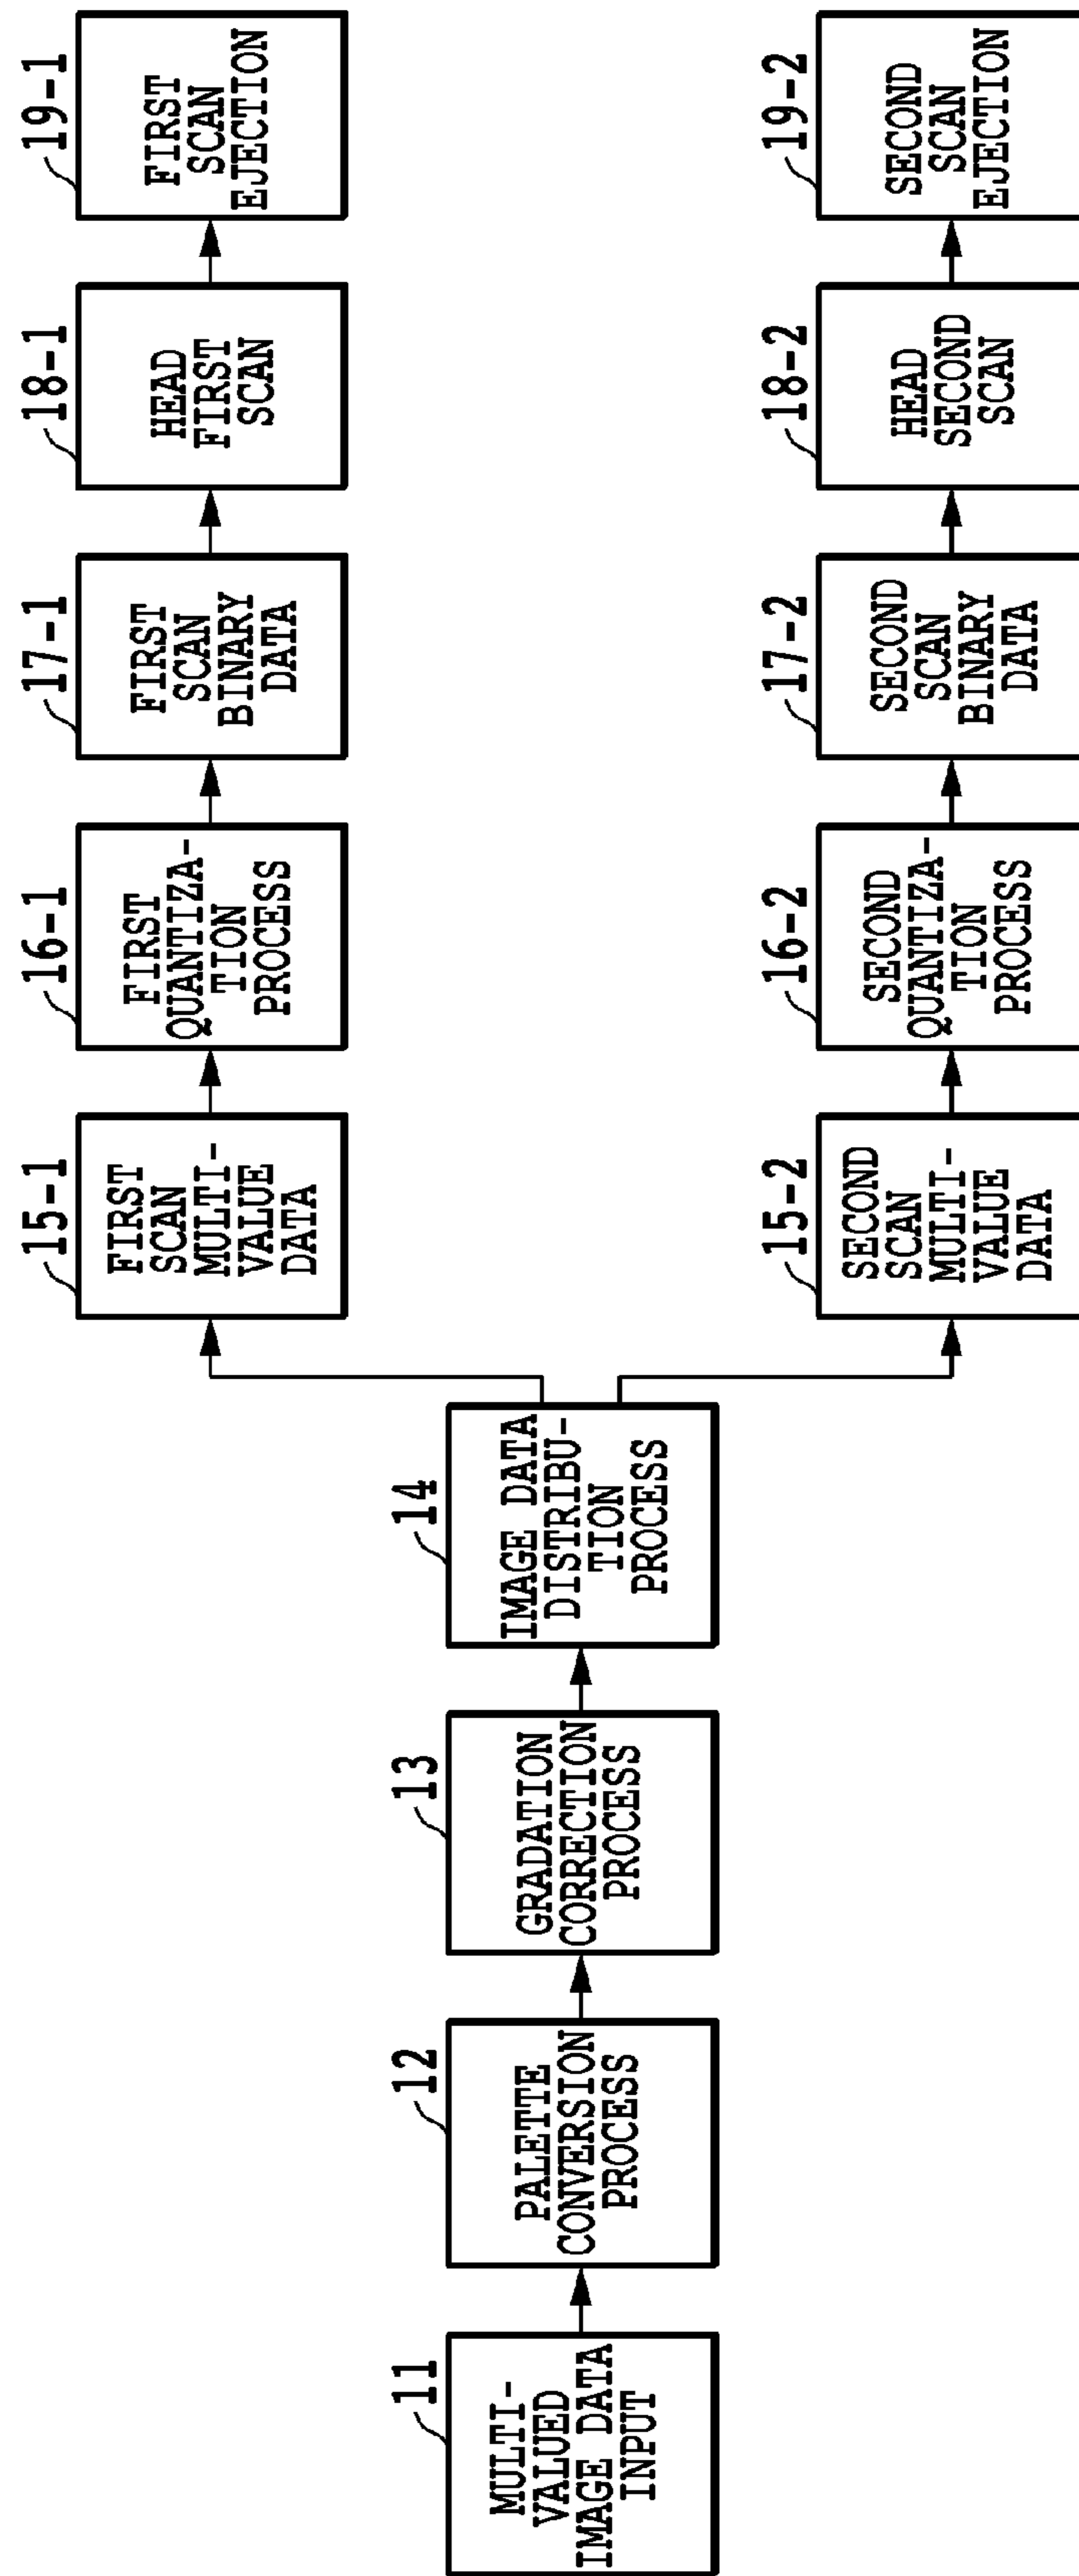 11
MULTI-
VALUED
IMAGE DATA
INPUT
12
PALETTE
CONVERSION
PROCESS
13
GRADATION
CORRECTION
PROCESS
14
IMAGE DATA
DISTRIBU-
TION
PROCESS
15-1
FIRST
SCAN
MULTI-
VALUE
DATA
16-1
FIRST
QUANTIZA-
TION
PROCESS
17-1
FIRST
SCAN
BINARY
DATA
18-1
HEAD
FIRST
SCAN
19-1
FIRST
SCAN
EJECTION
15-2
SECOND
SCAN
MULTI-
VALUE
DATA
16-2
SECOND
QUANTIZA-
TION
PROCESS
17-2
SECOND
SCAN
BINARY
DATA
18-2
HEAD
SECOND
SCAN
19-2
SECOND
SCAN
EJECTION